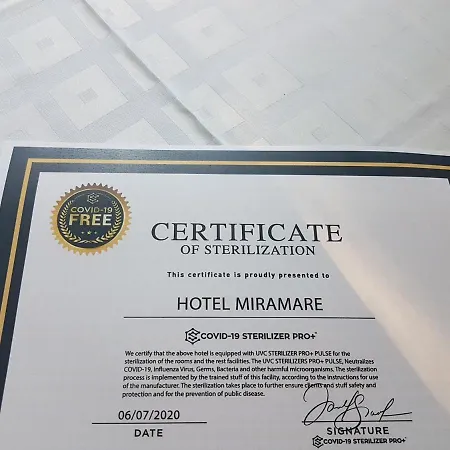 COVID-19
FREE
CERTIFICATE
OF STERILIZATION
This certificate is proudly presented to
HOTEL MIRAMARE
COVID-19 STERILIZER PRO+
We certify that the above hotel is equipped with UVC STERILIZER PRO+ PULSE for the
sterilization of the rooms and the rest facilities. The UVC STERILIZERS PRO+ PULSE, Neutrailzes
COVID-19, Influenza Virus, Germs, Bacteria and other harmful microorganisms. The sterilization
process is implemented by the trained stuff of this facility, according to the instructions for use
of the manufacturer. The sterilization takes place to further ensure clients and stuff safety and
protection and for the prevention of public disease.
06/07/2020
DATE
SIGNATURE
COVID-19 STERILIZER PRO+